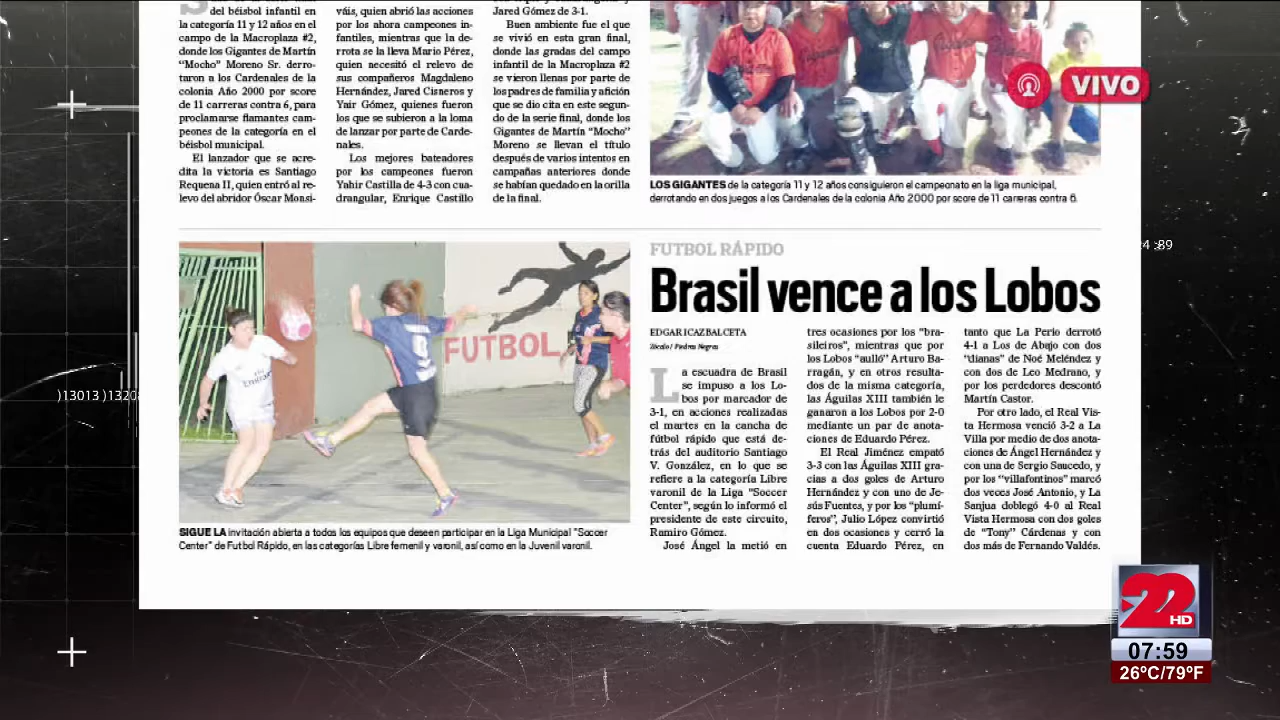 del béisbol infantil en
la categoría 11 y 12 años en el
campo de la Macroplaza #2,
donde los Gigantes de Martín
"Mocho" Moreno Sr. derro-
taron a los Cardenales de la
colonia Año 2000 por score
de 11 carreras contra 6, para
proclamarse flamantes cam-
peones de la categoría en el
béisbol municipal.
El lanzador que se acre-
dita la victoria es Santiago
Requena II, quien entró al re-
levo del abridor Óscar Monsi-
váis, quien abrió las acciones
por los ahora campeones in-
fantiles, mientras que la de-
rrota se la lleva Mario Pérez,
quien necesitó el relevo de
sus compañeros Magdaleno
Hernández, Jared Cisneros y
Yair Gómez, quienes fueron
los que se subieron a la loma
de lanzar por parte de Carde-
nales.
Los mejores bateadores
por los campeones fueron
Yahir Castilla de 4-3 con cua-
drangular, Enrique Castillo
Jared Gómez de 3-1.
Buen ambiente fue el que
se vivió en esta gran final,
donde las gradas del campo
infantil de la Macroplaza #2
se vieron llenas por parte de
los padres de familia y afición
que se dio cita en este segun-
do de la serie final, donde los
Gigantes de Martín "Mocho"
Moreno se llevan el título
después de varios intentos en
campañas anteriores donde
se habían quedado en la orilla
de la final.
VIVO
LOS GIGANTES de la categoría 11 y 12 años consiguieron el campeonato en la liga municipal,
derrotando en dos juegos a los Cardenales de la colonia Año 2000 por score de 11 carreras contra 6.
FUTBOL
SIGUE LA invitación abierta a todos los equipos que deseen participar en la Liga Municipal "Soccer
Center" de Futbol Rápido, en las categorías Libre femenil y varonil, así como en la Juvenil varonil.
FUTBOL RÁPIDO
Brasil vence a los Lobos
EDGAR ICAZBALCETA
Zócalo / Piedras Negras
La escuadra de Brasil
se impuso a los Lo-
bos por marcador de
3-1, en acciones realizadas
el martes en la cancha de
fútbol rápido que está de-
trás del auditorio Santiago
V. González, en lo que se
refiere a la categoría Libre
varonil de la Liga "Soccer
Center", según lo informó el
presidente de este circuito,
Ramiro Gómez.
José Ángel la metió en
tres ocasiones por los "bra-
sileiros", mientras que por
los Lobos "aulló" Arturo Ba-
rragán, y en otros resulta-
dos de la misma categoría,
las Águilas XIII también le
ganaron a los Lobos por 2-0
mediante un par de anota-
ciones de Eduardo Pérez.
El Real Jiménez empató
3-3 con las Águilas XIII gra-
cias a dos goles de Arturo
Hernández y con uno de Je-
sús Fuentes, y por los "plumí-
feros", Julio López convirtió
en dos ocasiones y cerró la
cuenta Eduardo Pérez, en
tanto que La Perio derrotó
4-1 a Los de Abajo con dos
"dianas" de Noé Meléndez y
con dos de Leo Medrano, y
por los perdedores descontó
Martín Castor.
Por otro lado, el Real Vis-
ta Hermosa venció 3-2 a La
Villa por medio de dos anota-
ciones de Ángel Hernández y
con una de Sergio Saucedo, y
por los "villafontinos" marcó
dos veces José Antonio, y La
Sanjua doblegó 4-0 al Real
Vista Hermosa con dos goles
de "Tony" Cárdenas y con
dos más de Fernando Valdés.
)13013 )1320
4 :89
22
HD
07:59
26°C/79°F